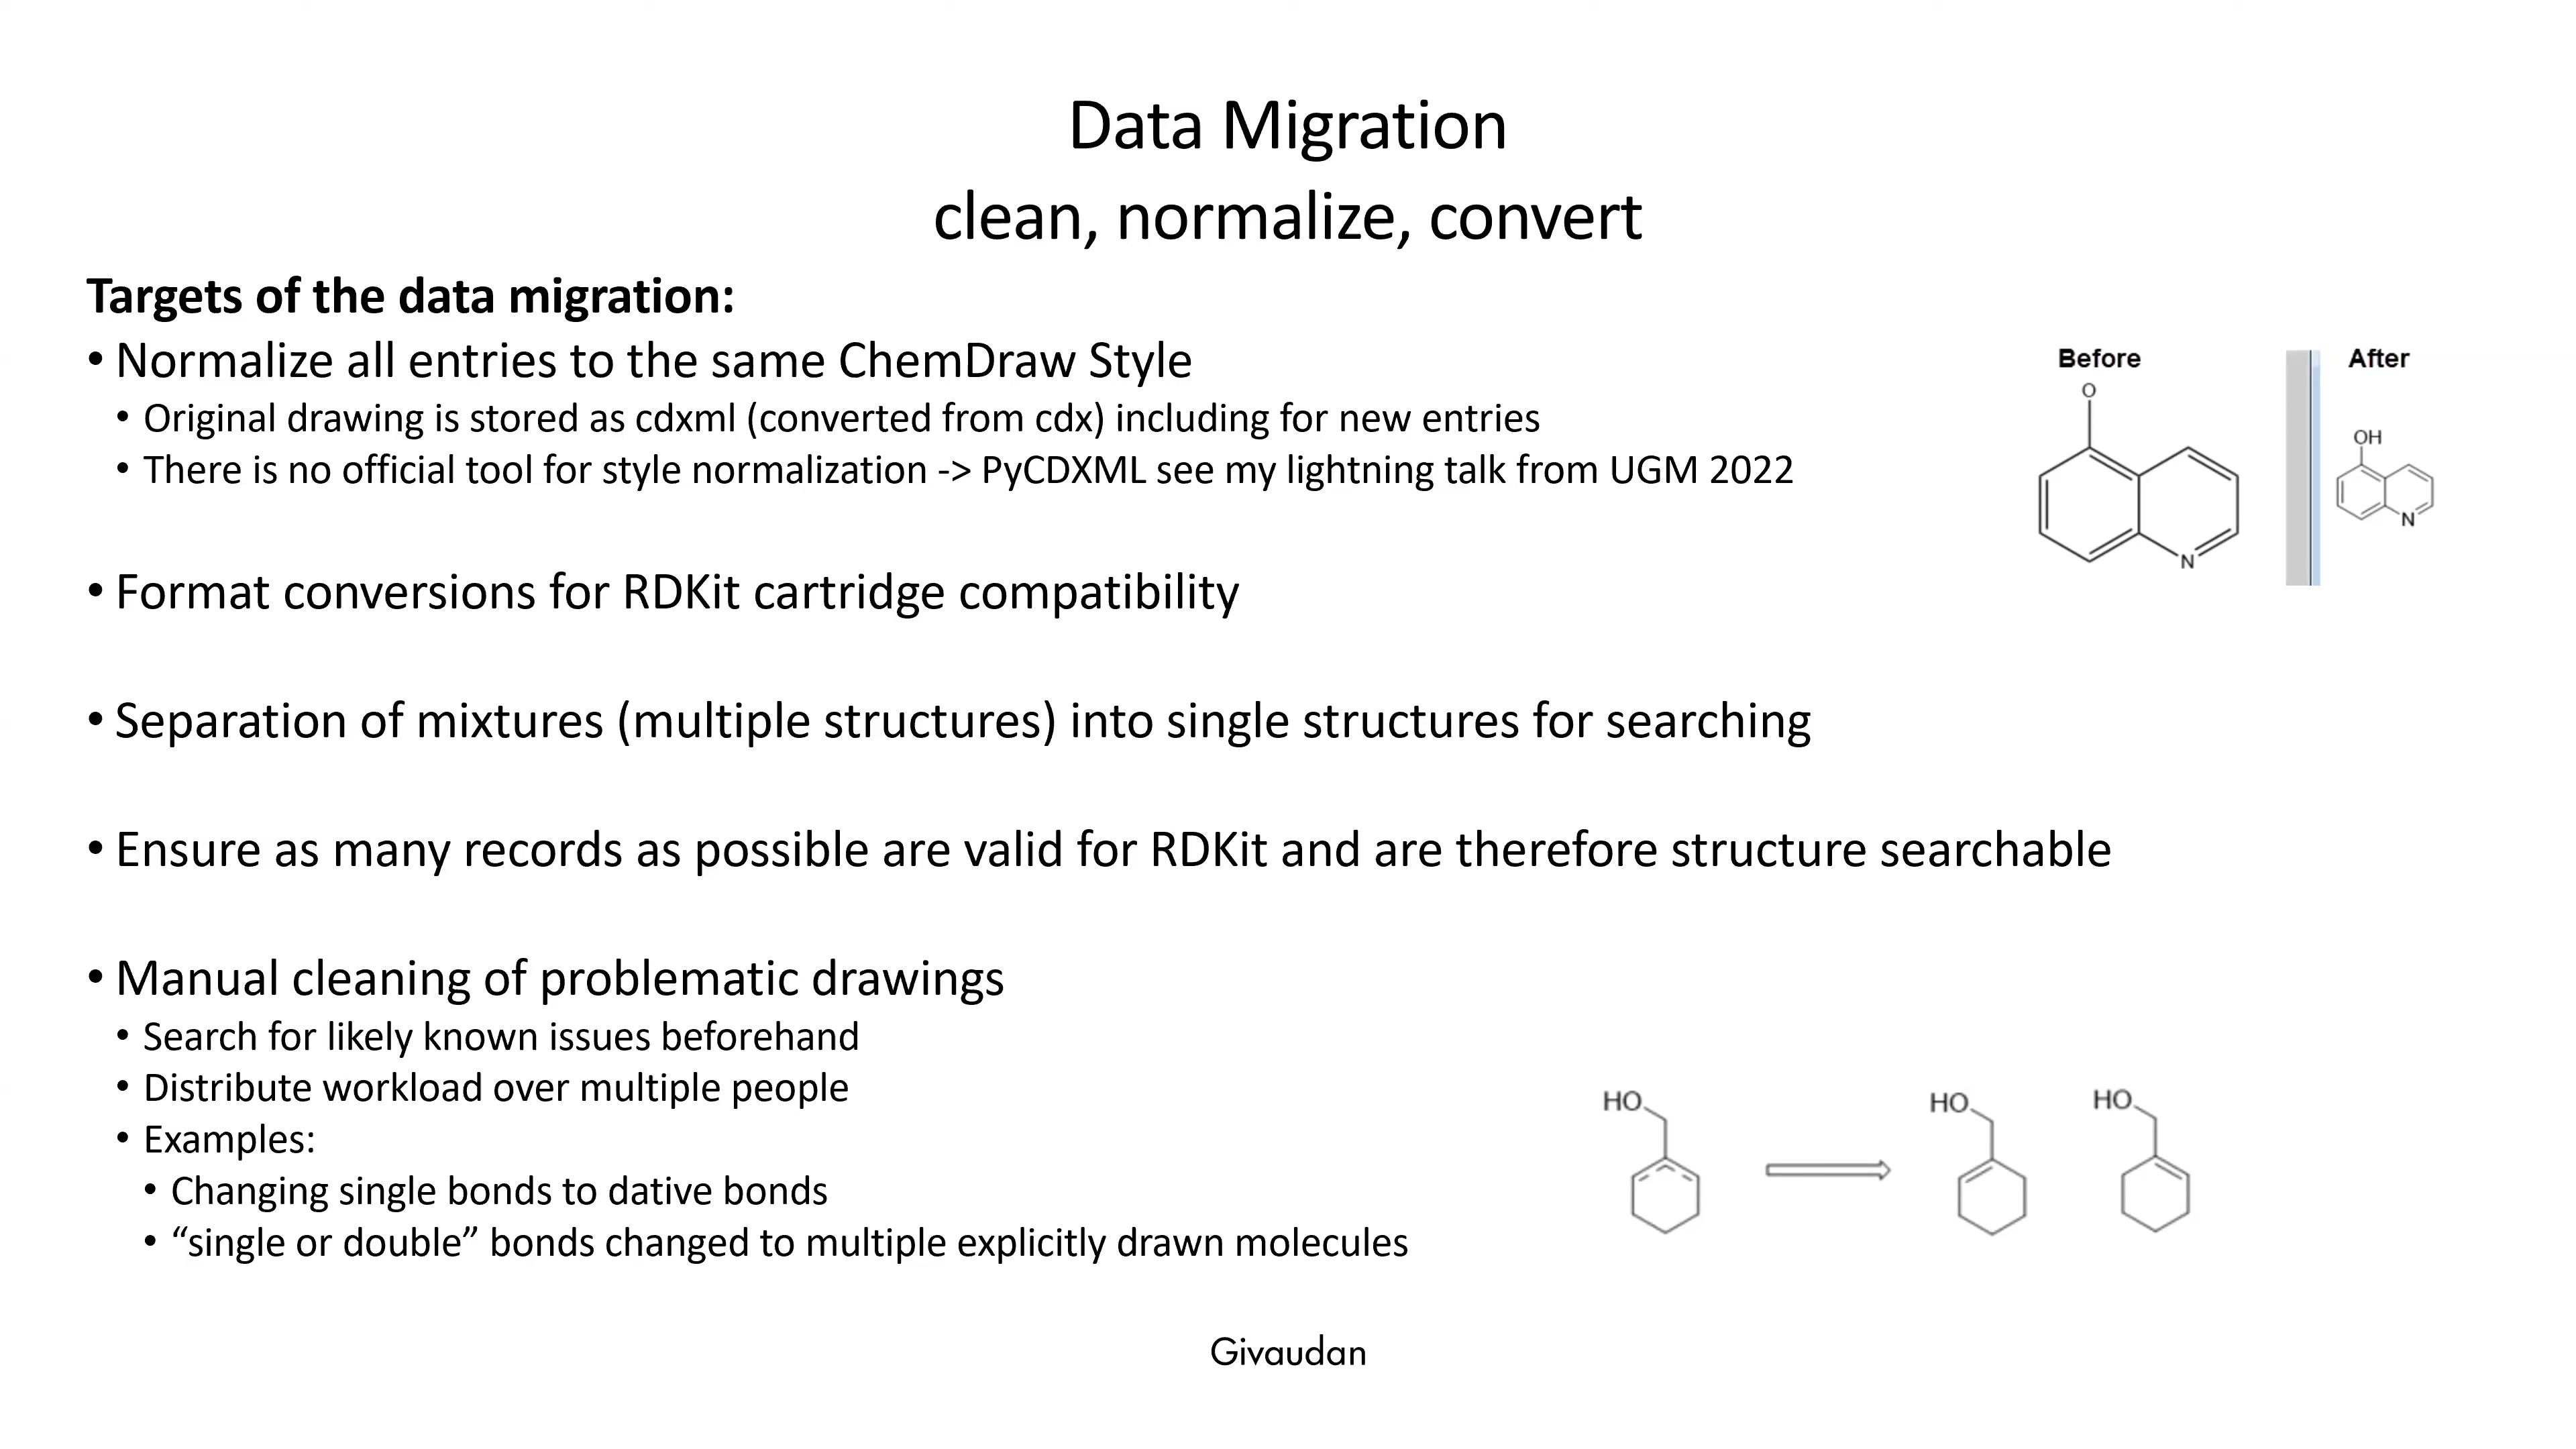 Data Migration
clean, normalize, convert
Targets of the data migration:
• Normalize all entries to the same ChemDraw Style
• Original drawing is stored as cdxml (converted from cdx) including for new entries
• There is no official tool for style normalization -> PyCDXML see my lightning talk from UGM 2022
Before
After
O
OH
N
N
• Format conversions for RDKit cartridge compatibility
• Separation of mixtures (multiple structures) into single structures for searching
• Ensure as many records as possible are valid for RDKit and are therefore structure searchable
• Manual cleaning of problematic drawings
• Search for likely known issues beforehand
• Distribute workload over multiple people
• Examples:
• Changing single bonds to dative bonds
• “single or double” bonds changed to multiple explicitly drawn molecules
HO
HO
HO
Givaudan